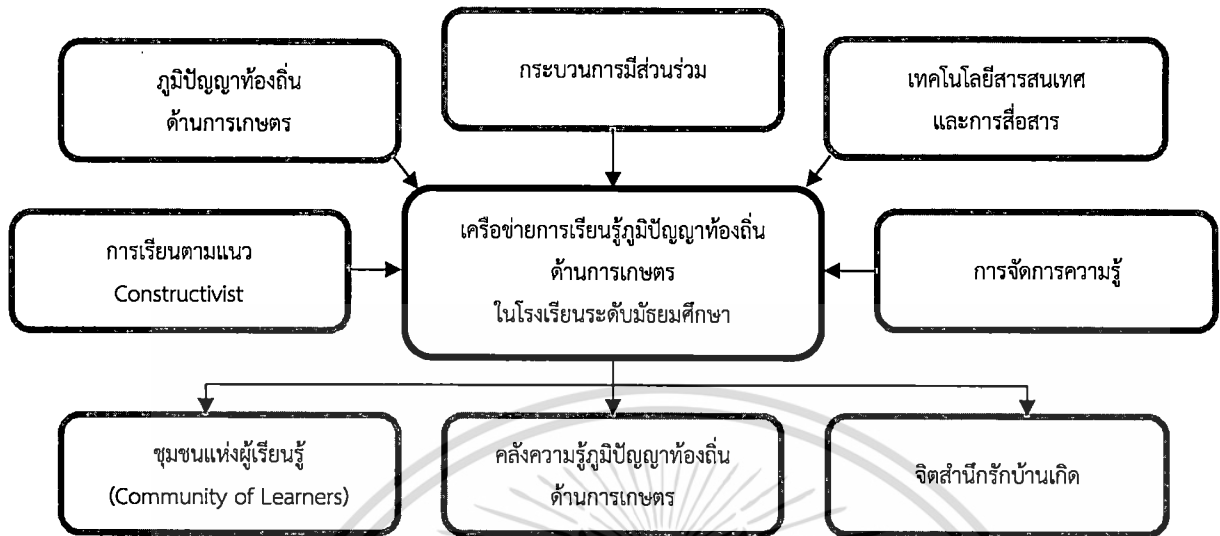 ภูมิปัญญาท้องถิ่น
ด้านการเกษตร
กระบวนการมีส่วนร่วม
เทคโนโลยีสารสนเทศ
และการสื่อสาร
การเรียนตามแนว
Constructivist
เครือข่ายการเรียนรู้ภูมิปัญญาท้องถิ่น
ด้านการเกษตร
ในโรงเรียนระดับมัธยมศึกษา
การจัดการความรู้
ชุมชนแห่งผู้เรียนรู้
(Community of Learners)
คลังความรู้ภูมิปัญญาท้องถิ่น
ด้านการเกษตร
จิตสำนึกรักบ้านเกิด